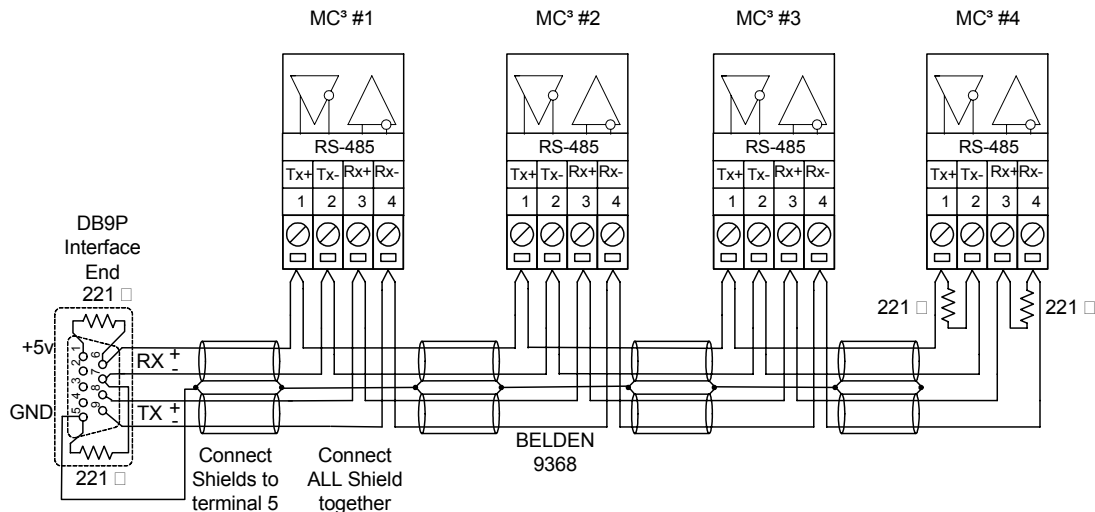 MC³ #1
MC³ #2
MC³ #3
MC³ #4
RS-485
RS-485
RS-485
RS-485
Tx+ Tx- Rx+ Rx-
Tx+ Tx- Rx+ Rx-
Tx+ Tx- Rx+ Rx-
Tx+ Tx- Rx+ Rx-
1 2 3 4
1 2 3 4
1 2 3 4
1 2 3 4
DB9P
Interface
End
221 □
221 □
221 □
+5v
1
2
3
4
5
6
7
8
9
RX + -
GND
TX + -
221 □
Connect
Shields to
terminal 5
Connect
ALL Shield
together
BELDEN
9368